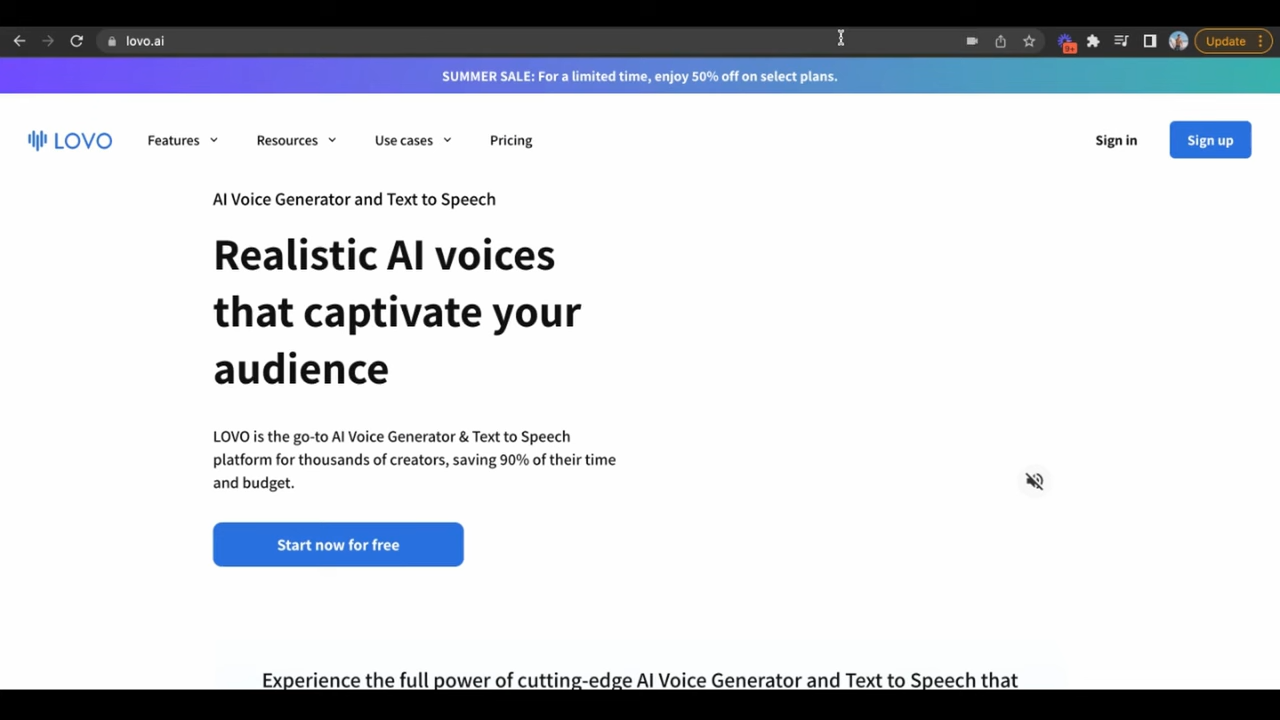 lovo.ai
9+
Update
SUMMER SALE: For a limited time, enjoy 50% off on select plans.
LOVO
Features
Resources
Use cases
Pricing
Sign in
Sign up
AI Voice Generator and Text to Speech
Realistic AI voices
that captivate your
audience
LOVO is the go-to AI Voice Generator & Text to Speech
platform for thousands of creators, saving 90% of their time
and budget.
Start now for free
Experience the full power of cutting-edge AI Voice Generator and Text to Speech that